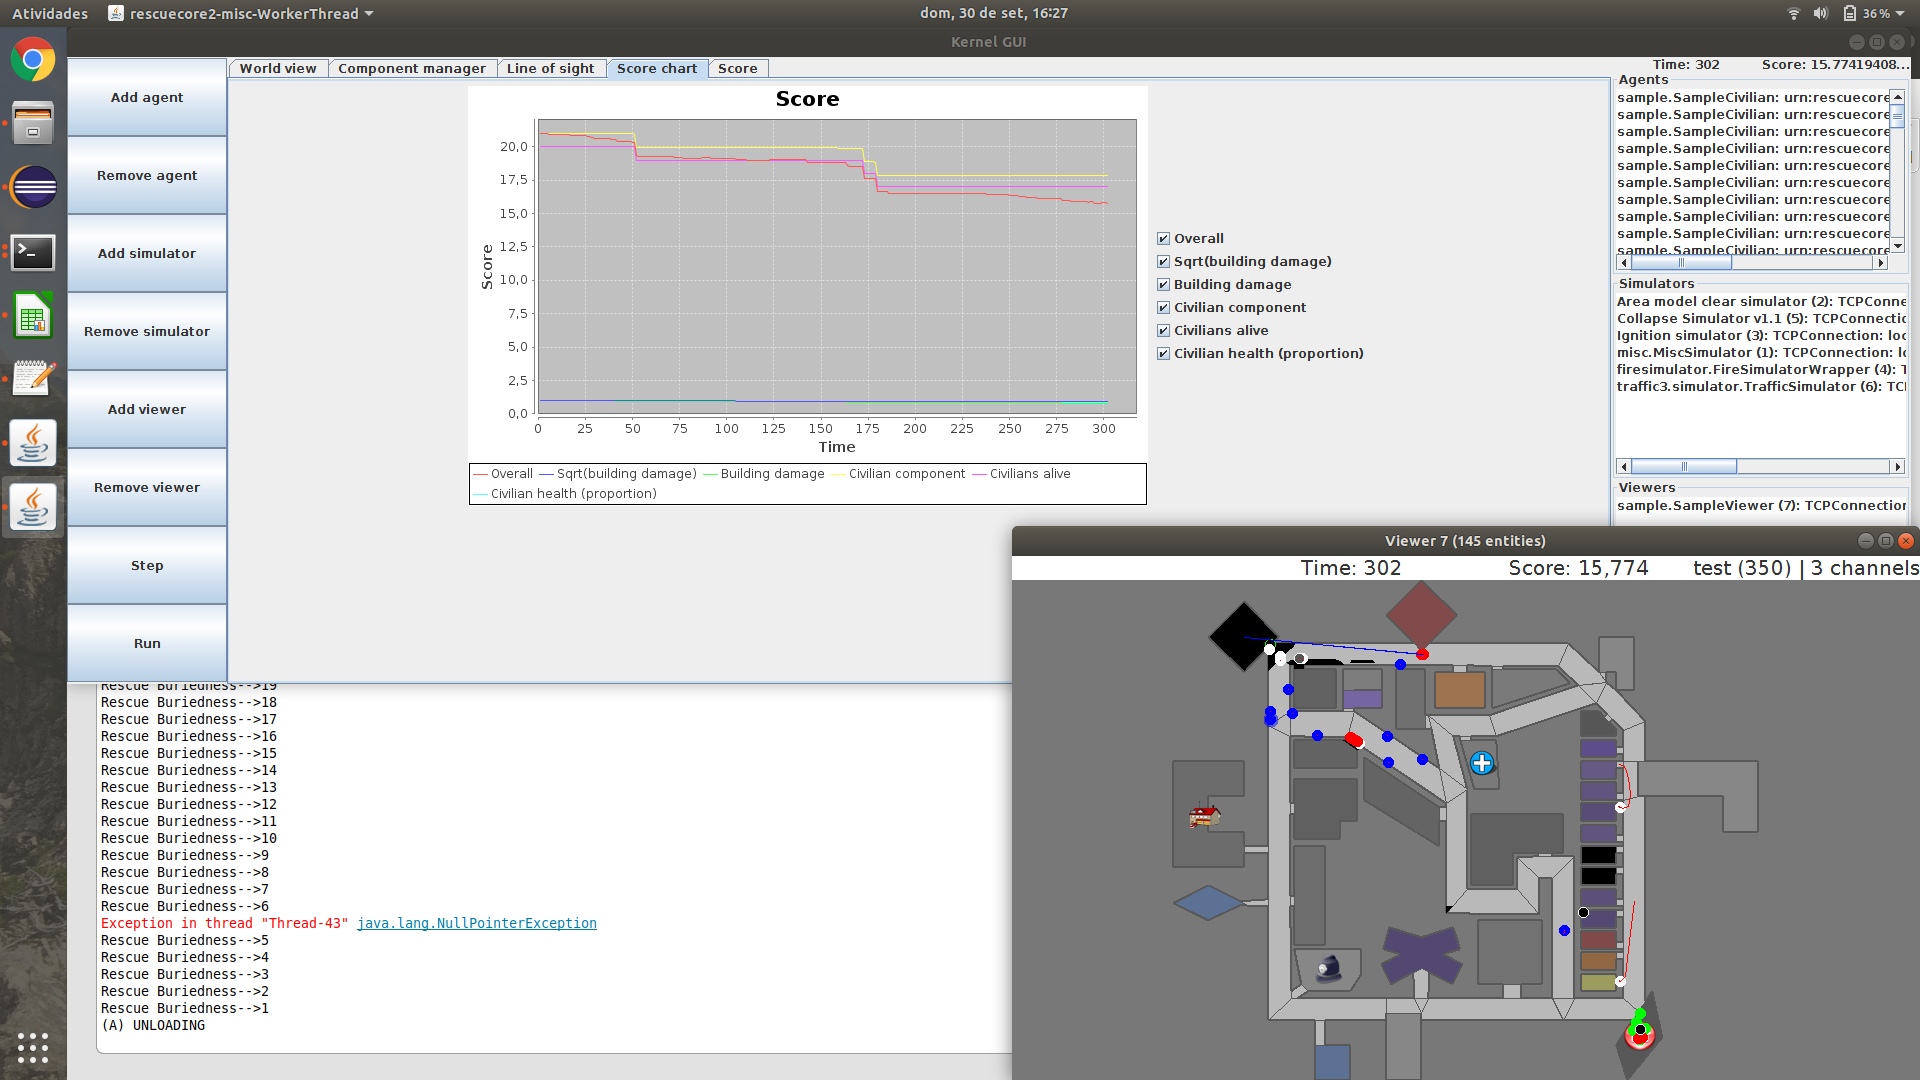 Atividades
rescuecore2-misc-WorkerThread
dom, 30 de set, 16:27
36%
Kernel GUI
Add agent
Remove agent
Add simulator
Remove simulator
Add viewer
Remove viewer
Step
Run
World view
Component manager
Line of sight
Score chart
Score
Time: 302
Score: 15.77419408...
Score
Score
20,0
17,5
15,0
12,5
10,0
7,5
5,0
2,5
0,0
0 25 50 75 100 125 150 175 200 225 250 275 300
Time
Overall Sqrt(building damage) Building damage Civilian component Civilians alive
Civilian health (proportion)
Overall
Sqrt(building damage)
Building damage
Civilian component
Civilians alive
Civilian health (proportion)
Agents
sample.SampleCivilian: urn:rescuecore
sample.SampleCivilian: urn:rescuecore
sample.SampleCivilian: urn:rescuecore
sample.SampleCivilian: urn:rescuecore
sample.SampleCivilian: urn:rescuecore
sample.SampleCivilian: urn:rescuecore
sample.SampleCivilian: urn:rescuecore
sample.SampleCivilian: urn:rescuecore
sample.SampleCivilian: urn:rescuecore
sample.SampleCivilian: urn:rescuecore
Simulators
Area model clear simulator (2): TCPConne
Collapse Simulator v1.1 (5): TCPConnectic
Ignition simulator (3): TCPConnection: loc
misc.MiscSimulator (1): TCPConnection: l
firesimulator.FireSimulatorWrapper (4): T
traffic3.simulator.TrafficSimulator (6): TC
Viewers
sample.SampleViewer (7): TCPConnection
Rescue Buriedness-->19
Rescue Buriedness-->18
Rescue Buriedness-->17
Rescue Buriedness-->16
Rescue Buriedness-->15
Rescue Buriedness-->14
Rescue Buriedness-->13
Rescue Buriedness-->12
Rescue Buriedness-->11
Rescue Buriedness-->10
Rescue Buriedness-->9
Rescue Buriedness-->8
Rescue Buriedness-->7
Rescue Buriedness-->6
Exception in thread "Thread-43" java.lang.NullPointerException
Rescue Buriedness-->5
Rescue Buriedness-->4
Rescue Buriedness-->3
Rescue Buriedness-->2
Rescue Buriedness-->1
(A) UNLOADING
Viewer 7 (145 entities)
Time: 302
Score: 15,774
test (350) | 3 channels